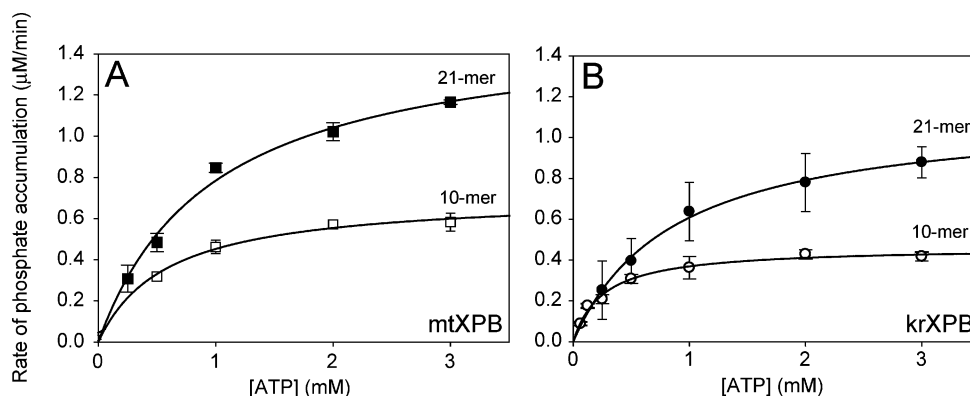 Rate of phosphate accumulation (μM/min)
A
1.4
1.2
1.0
0.8
0.6
0.4
0.2
0.0
0
1
2
3
21-mer
10-mer
mtXPB
[ATP] (mM)
B
1.4
1.2
1.0
0.8
0.6
0.4
0.2
0.0
0
1
2
3
21-mer
10-mer
krXPB
[ATP] (mM)